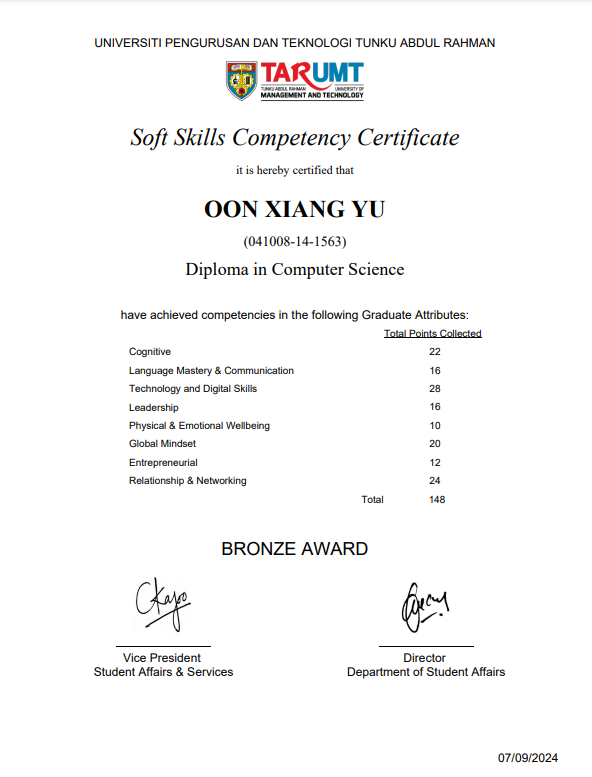 UNIVERSITI PENGURUSAN DAN TEKNOLOGI TUNKU ABDUL RAHMAN
TARUMT
TUNKU ABDUL RAHMAN UNIVERSITY OF
MANAGEMENT AND TECHNOLOGY
Soft Skills Competency Certificate
it is hereby certified that
OON XIANG YU
(041008-14-1563)
Diploma in Computer Science
have achieved competencies in the following Graduate Attributes:
Total Points Collected
Cognitive 22
Language Mastery & Communication 16
Technology and Digital Skills 28
Leadership 16
Physical & Emotional Wellbeing 10
Global Mindset 20
Entrepreneurial 12
Relationship & Networking 24
Total 148
BRONZE AWARD
Vice President
Student Affairs & Services
Director
Department of Student Affairs
07/09/2024